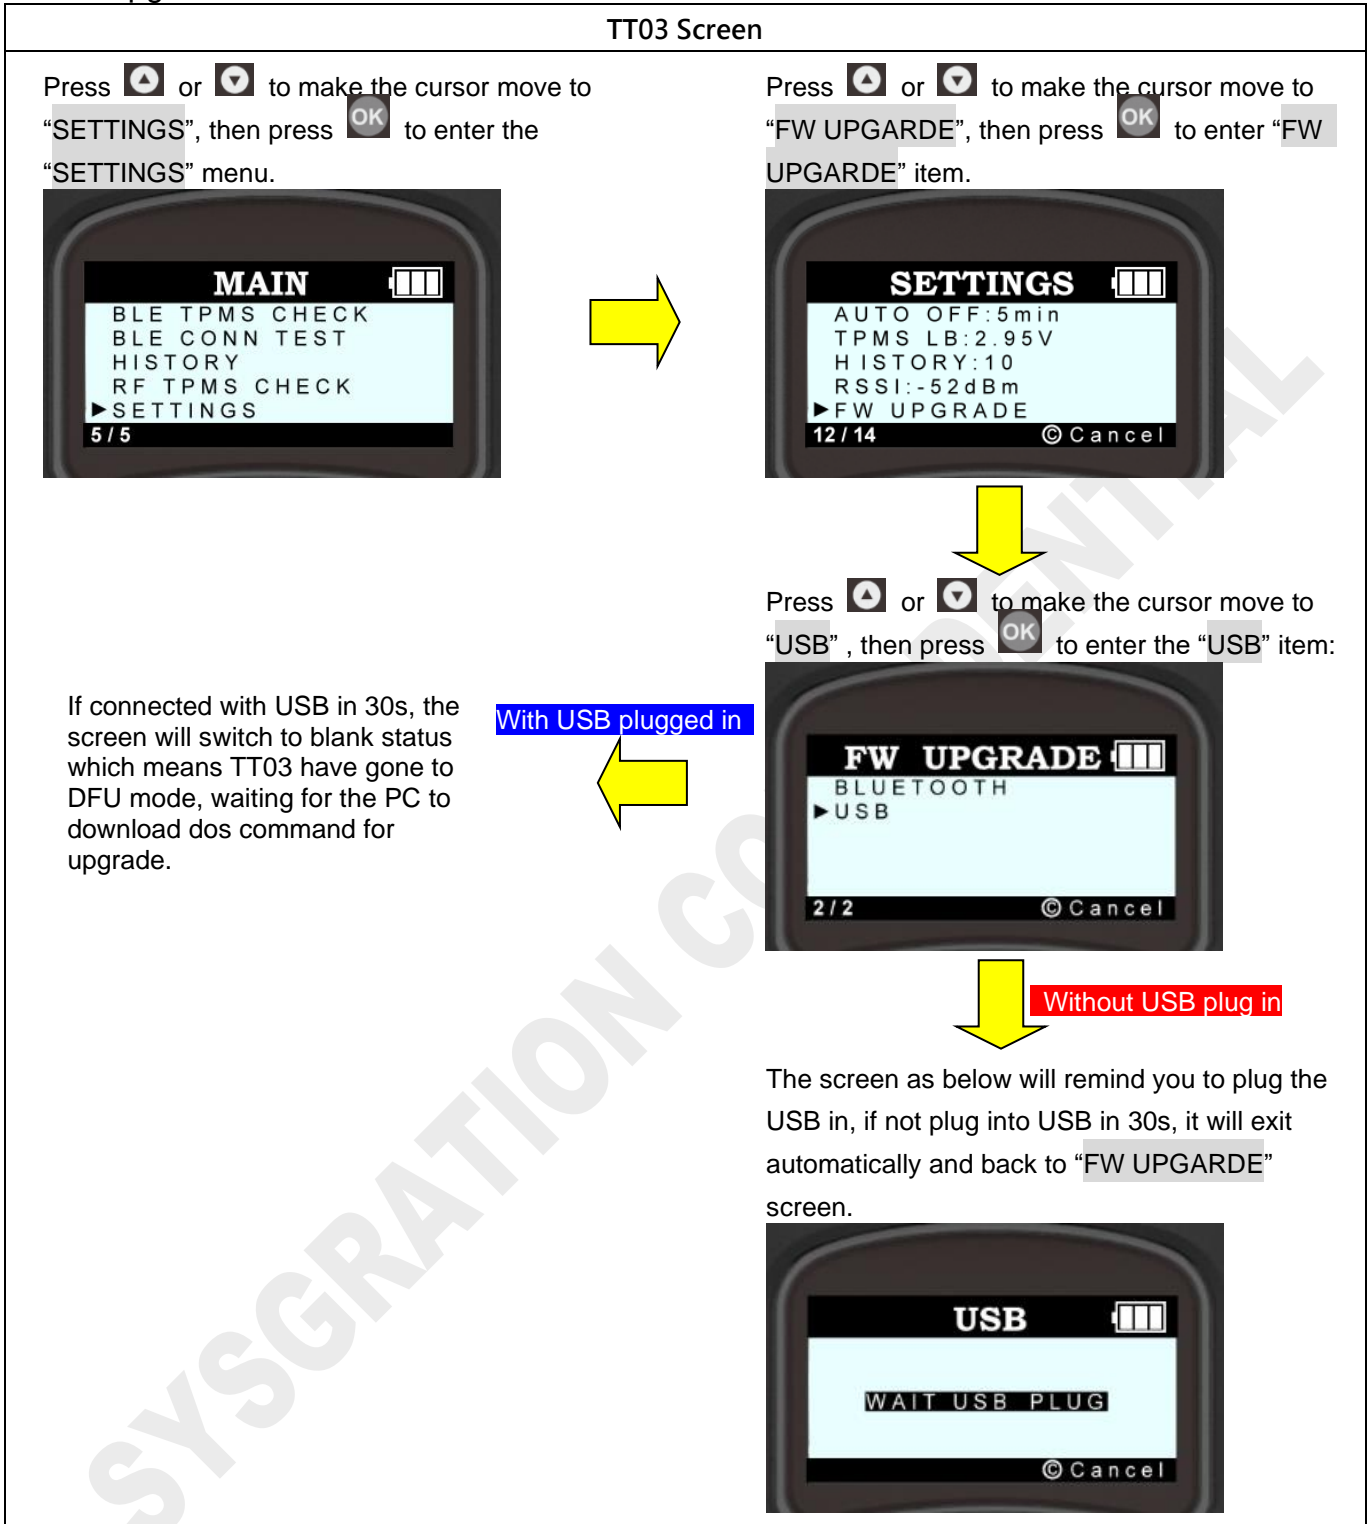 TT03 Screen
Press or to make the cursor move to
“SETTINGS”, then press OK to enter the
“SETTINGS” menu.
MAIN
BLE TPMS CHECK
BLE CONN TEST
HISTORY
RF TPMS CHECK
►SETTINGS
5/5
Press or to make the cursor move to
“FW UPGARDE”, then press OK to enter “FW
UPGARDE” item.
SETTINGS
AUTO OFF:5min
TPMS LB:2.95V
HISTORY:10
RSSI:-52dBm
►FW UPGRADE
12/14 ©Cancel
Press or to make the cursor move to
“USB” , then press OK to enter the “USB” item:
FW UPGRADE
BLUETOOTH
►USB
2/2 ©Cancel
With USB plugged in
If connected with USB in 30s, the
screen will switch to blank status
which means TT03 have gone to
DFU mode, waiting for the PC to
download dos command for
upgrade.
Without USB plug in
The screen as below will remind you to plug the
USB in, if not plug into USB in 30s, it will exit
automatically and back to “FW UPGARDE”
screen.
USB
WAIT USB PLUG
©Cancel
SYSGRATION CONFIDENTIAL